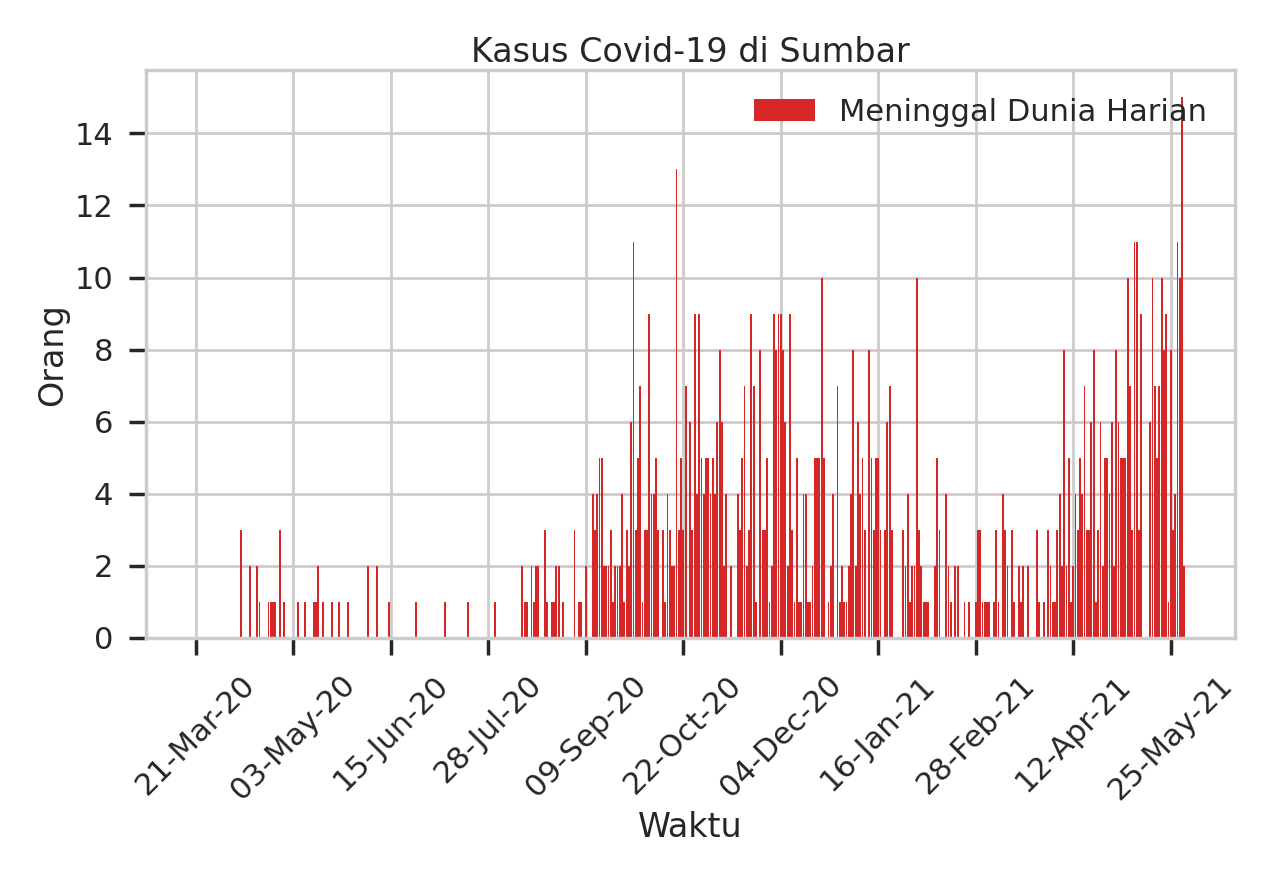 Kasus Covid-19 di Sumbar
Meninggal Dunia Harian
Orang
14
12
10
8
6
4
2
0
21-Mar-20
03-May-20
15-Jun-20
28-Jul-20
09-Sep-20
22-Oct-20
04-Dec-20
16-Jan-21
28-Feb-21
12-Apr-21
25-May-21
Waktu